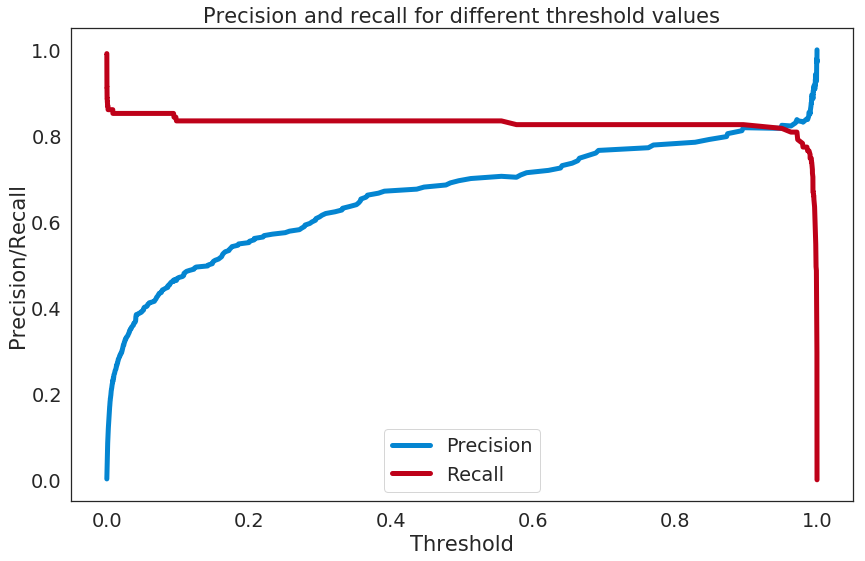 Precision and recall for different threshold values
1.0
0.8
0.6
0.4
0.2
0.0
Precision/Recall
Precision
Recall
0.0 0.2 0.4 0.6 0.8 1.0
Threshold